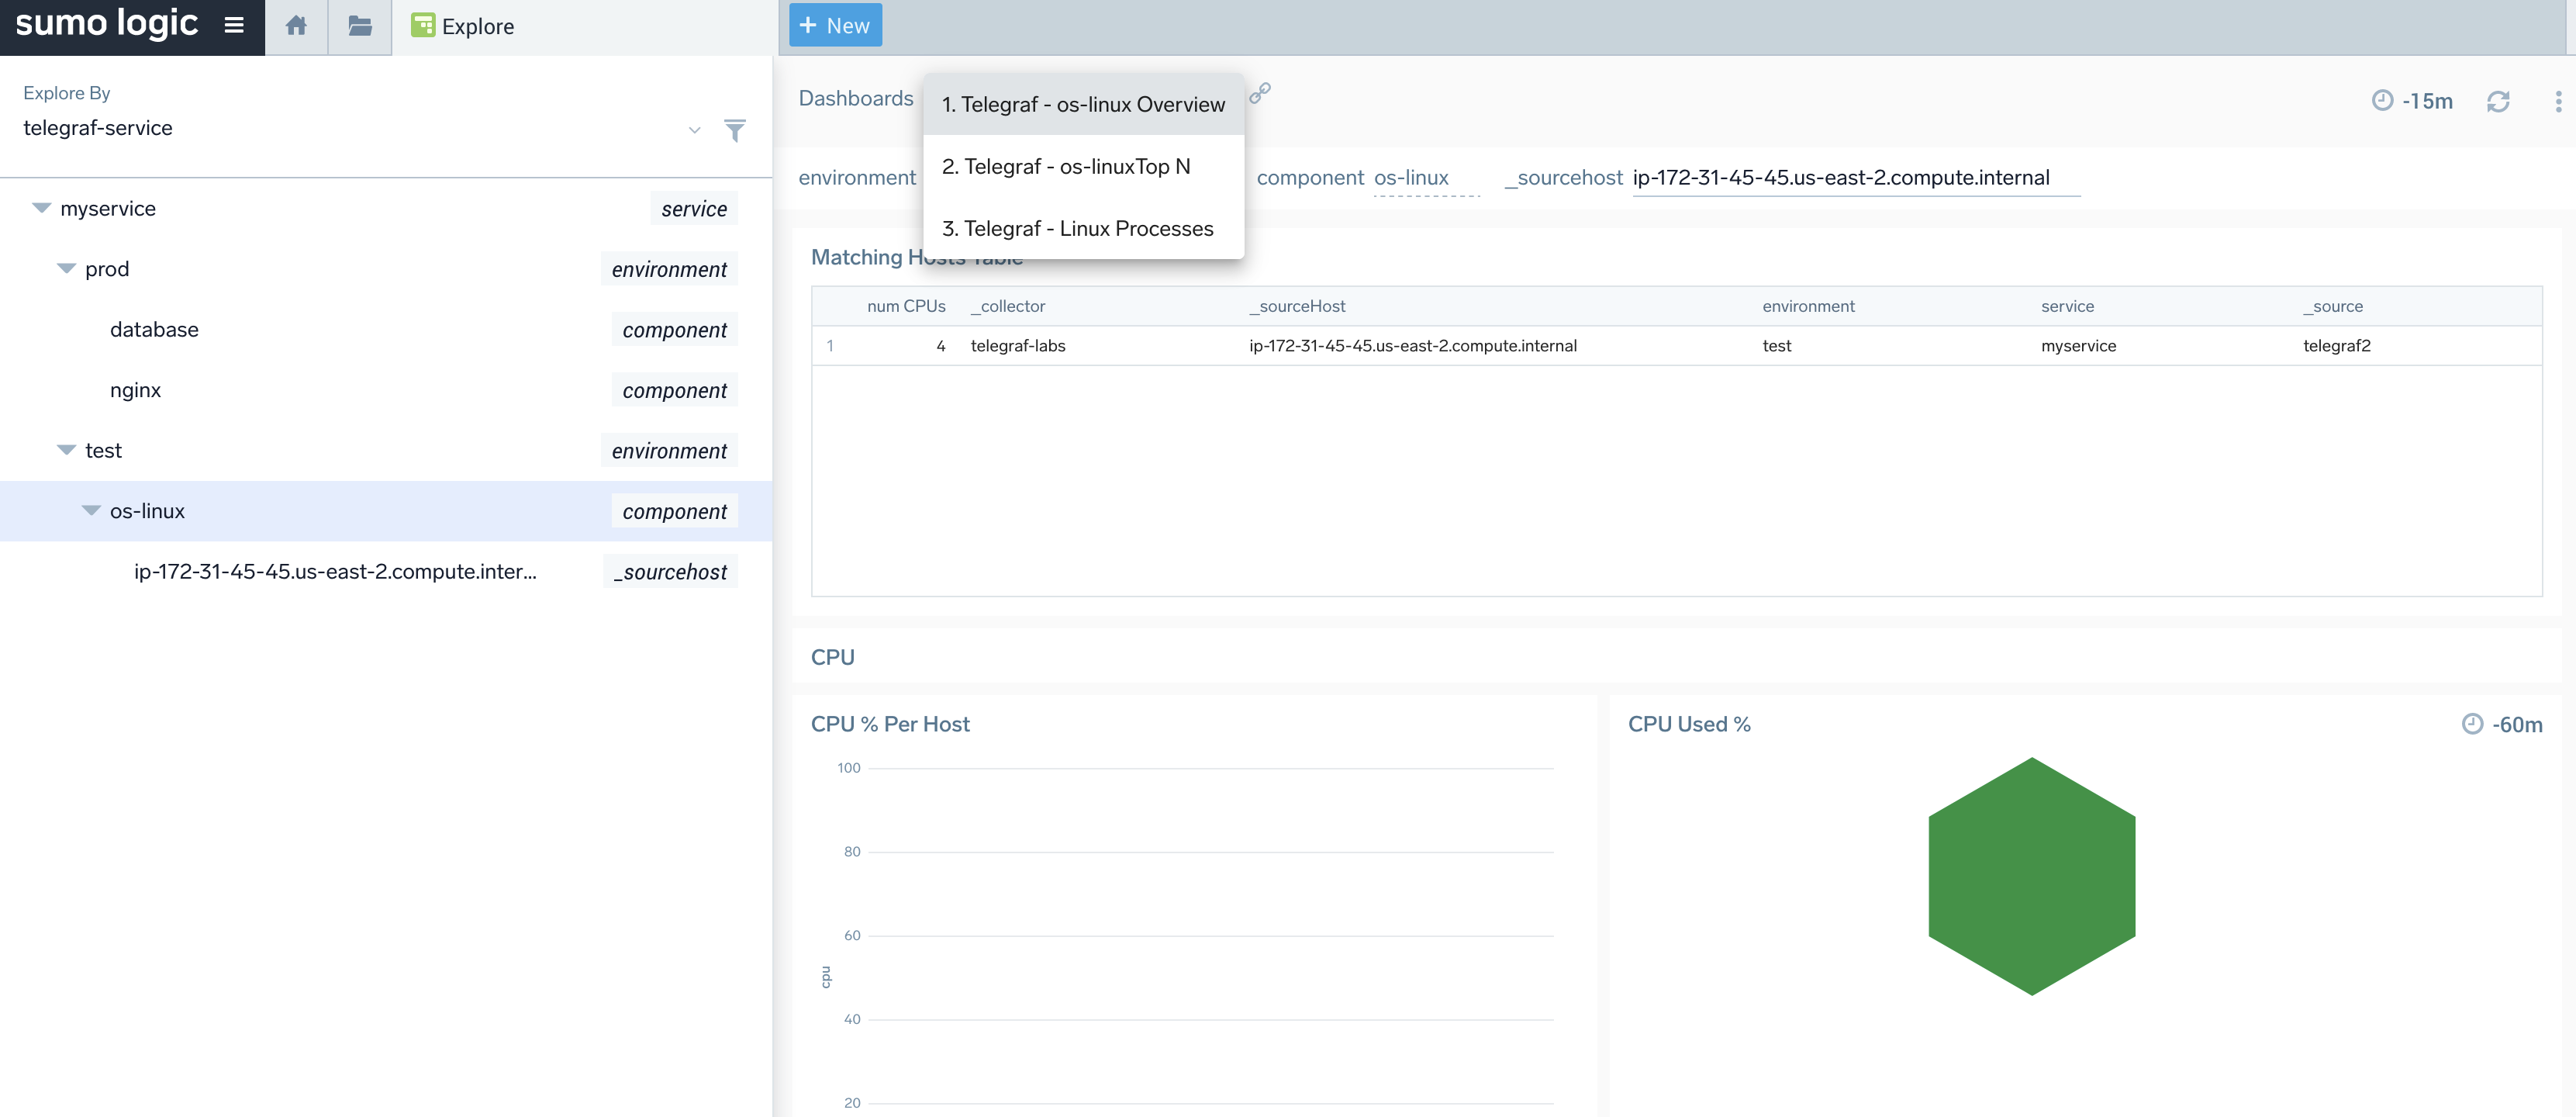 sumo logic
Explore
+ New
Explore By
telegraf-service
myservice service
prod environment
database component
nginx component
test environment
os-linux component
ip-172-31-45-45.us-east-2.compute.inter... _sourcehost
Dashboards
1. Telegraf - os-linux Overview
2. Telegraf - os-linuxTop N
3. Telegraf - Linux Processes
-15m
environment
component os-linux _sourcehost ip-172-31-45-45.us-east-2.compute.internal
Matching Hosts Table
num CPUs _collector _sourceHost environment service _source
1 4 telegraf-labs ip-172-31-45-45.us-east-2.compute.internal test myservice telegraf2
CPU
CPU % Per Host
100
80
60
cpu
40
20
CPU Used %
-60m